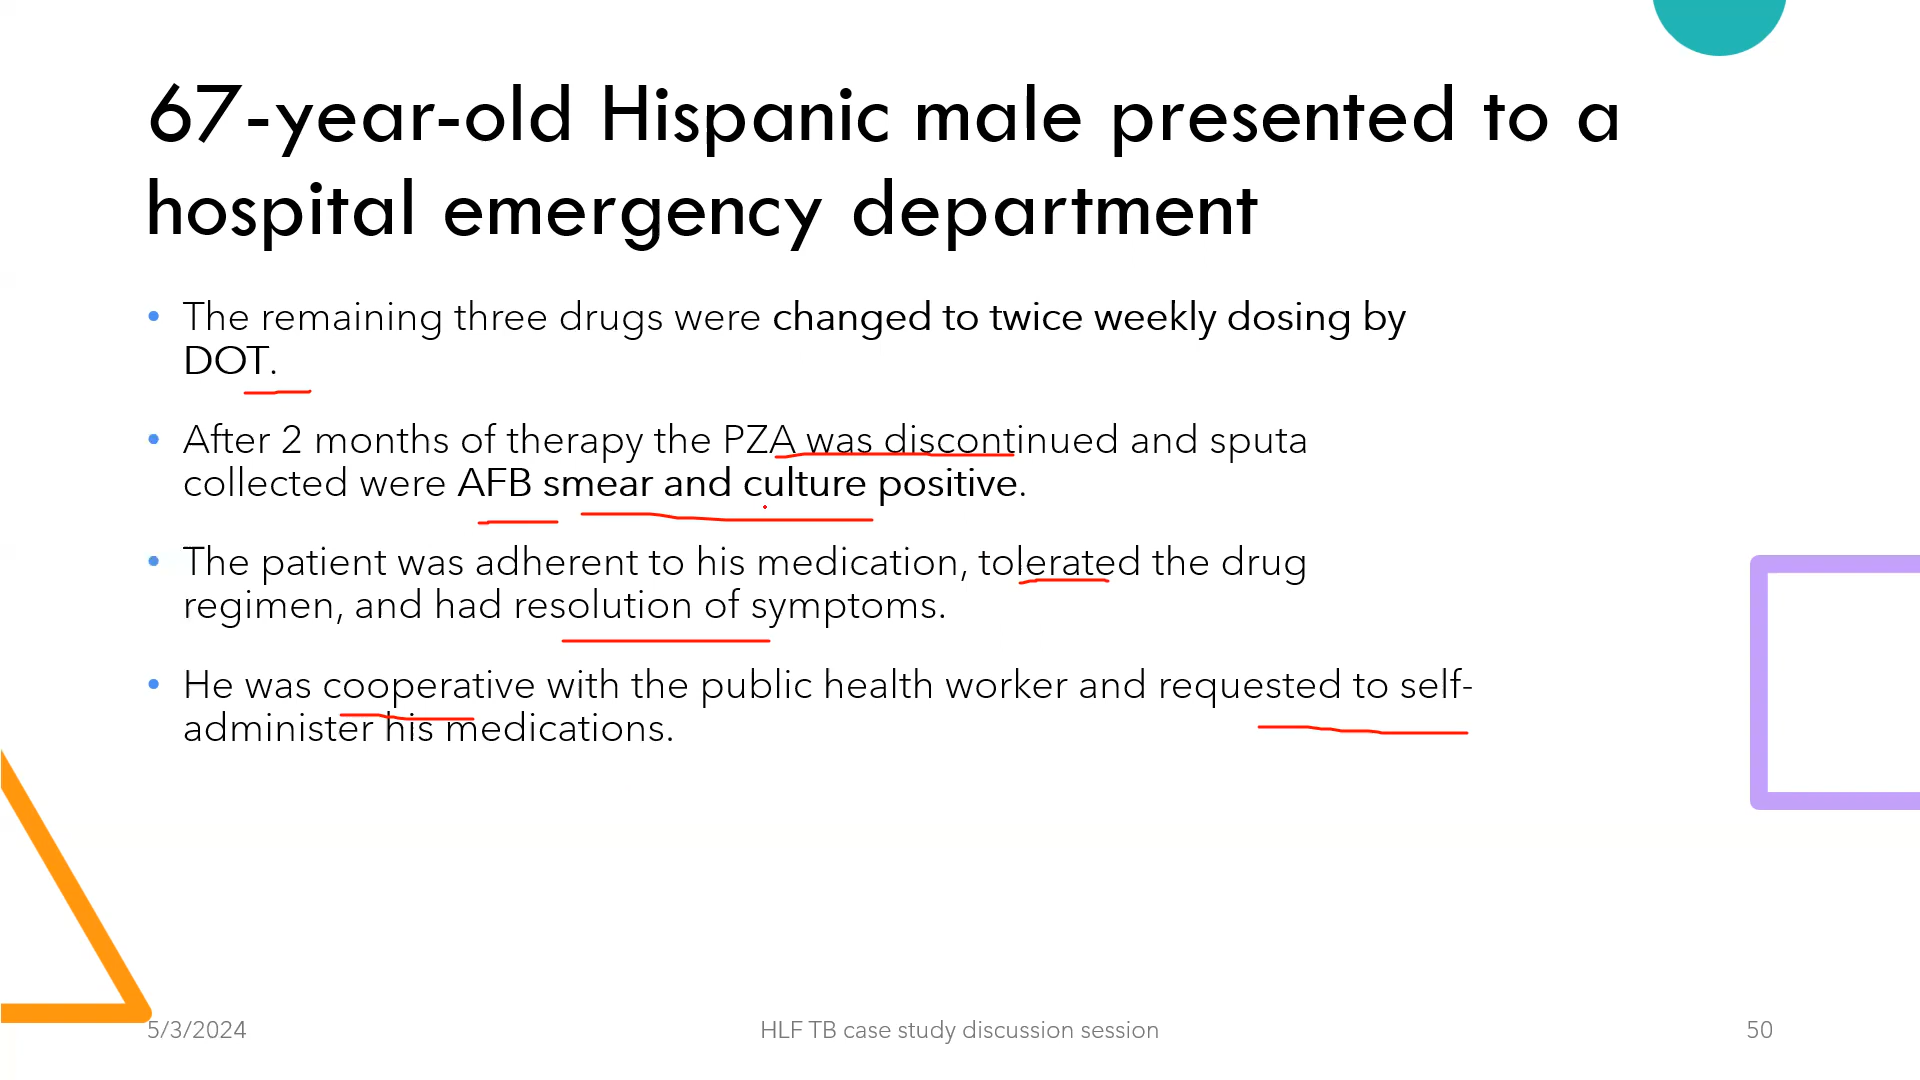 67-year-old Hispanic male presented to a
hospital emergency department
• The remaining three drugs were changed to twice weekly dosing by
DOT.
• After 2 months of therapy the PZA was discontinued and sputa
collected were AFB smear and culture positive.
• The patient was adherent to his medication, tolerated the drug
regimen, and had resolution of symptoms.
• He was cooperative with the public health worker and requested to self-
administer his medications.
5/3/2024
HLF TB case study discussion session
50